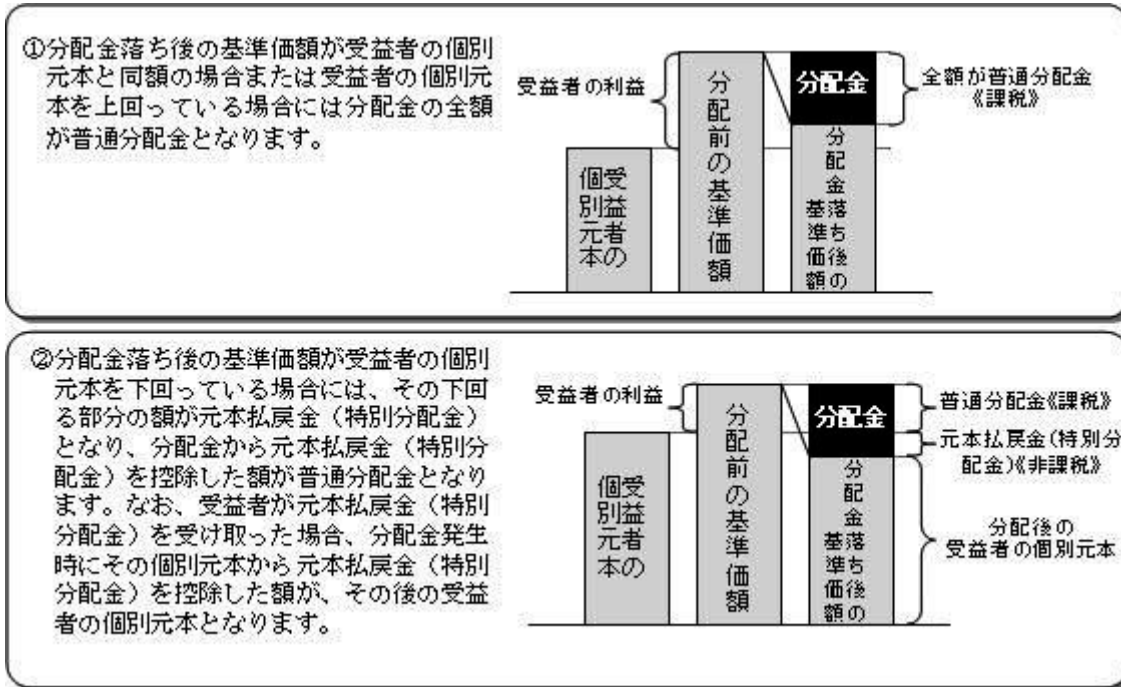 ①分配金落ち後の基準価額が受益者の個別
元本と同額の場合または受益者の個別元
本を上回っている場合には分配金の全額
が普通分配金となります。
受益者の利益
受益者の
個別元本
分配前の基準価額
分配金
分配金落ち後の
基準価額
全額が普通分配金
《課税》
②分配金落ち後の基準価額が受益者の個別
元本を下回っている場合には、その下回
る部分の額が元本払戻金（特別分配金）
となり、分配金から元本払戻金（特別分
配金）を控除した額が普通分配金となり
ます。なお、受益者が元本払戻金（特別
分配金）を受け取った場合、分配金発生
時にその個別元本から元本払戻金（特別
分配金）を控除した額が、その後の受益
者の個別元本となります。
受益者の利益
受益者の
個別元本
分配前の基準価額
分配金
分配金落ち後の
基準価額
普通分配金《課税》
元本払戻金（特別分
配金）《非課税》
分配後の
受益者の個別元本